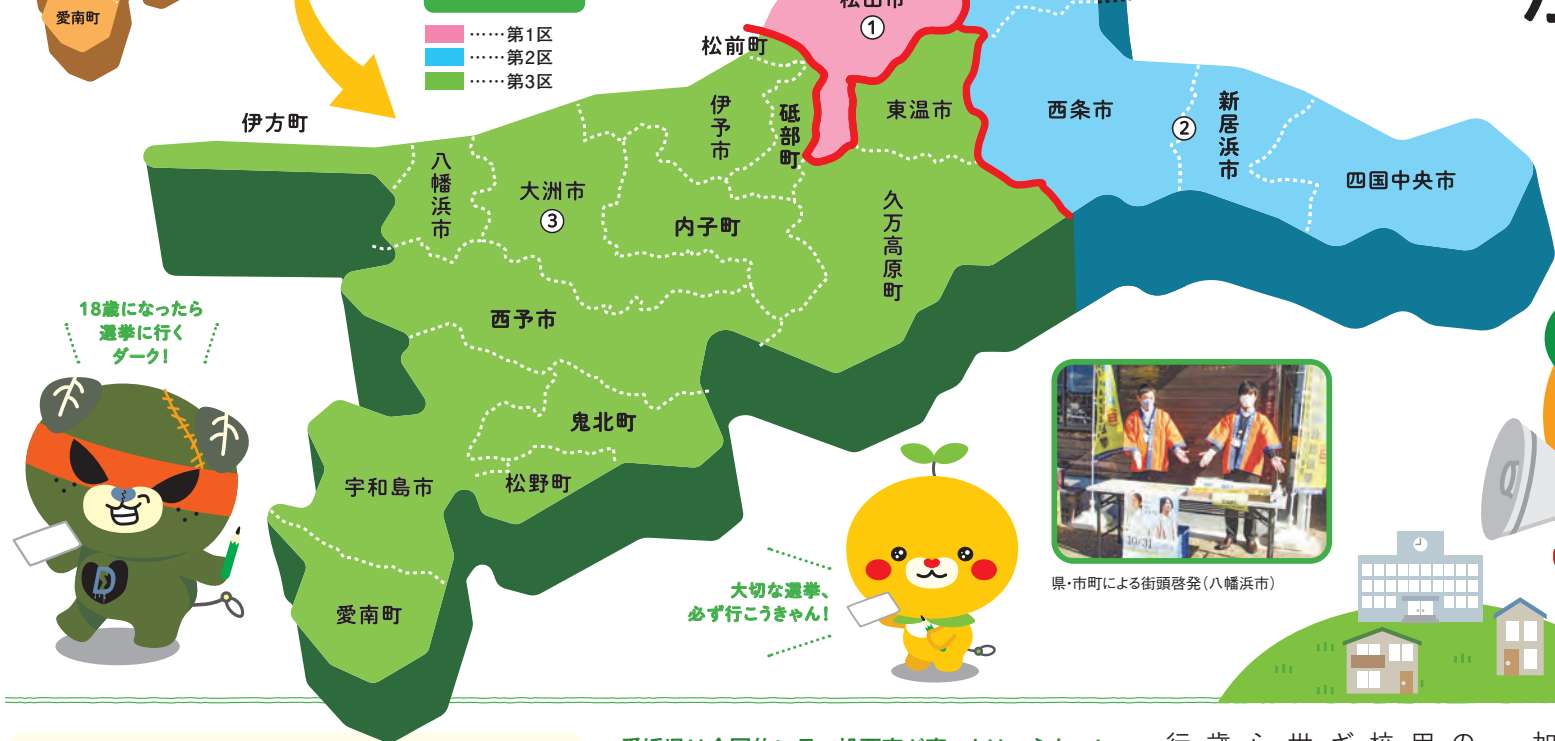 愛南町
……第1区
……第2区
……第3区
①
松前町
伊予市
砥部町
東温市
西条市
②
新居浜市
四国中央市
伊方町
八幡浜市
大洲市
③
内子町
久万高原町
西予市
鬼北町
松野町
宇和島市
愛南町
18歳になったら
選挙に行く
ダーク!
D
大切な選挙、
必ず行こうきゃん!
10/31
県・市町による街頭啓発(八幡浜市)